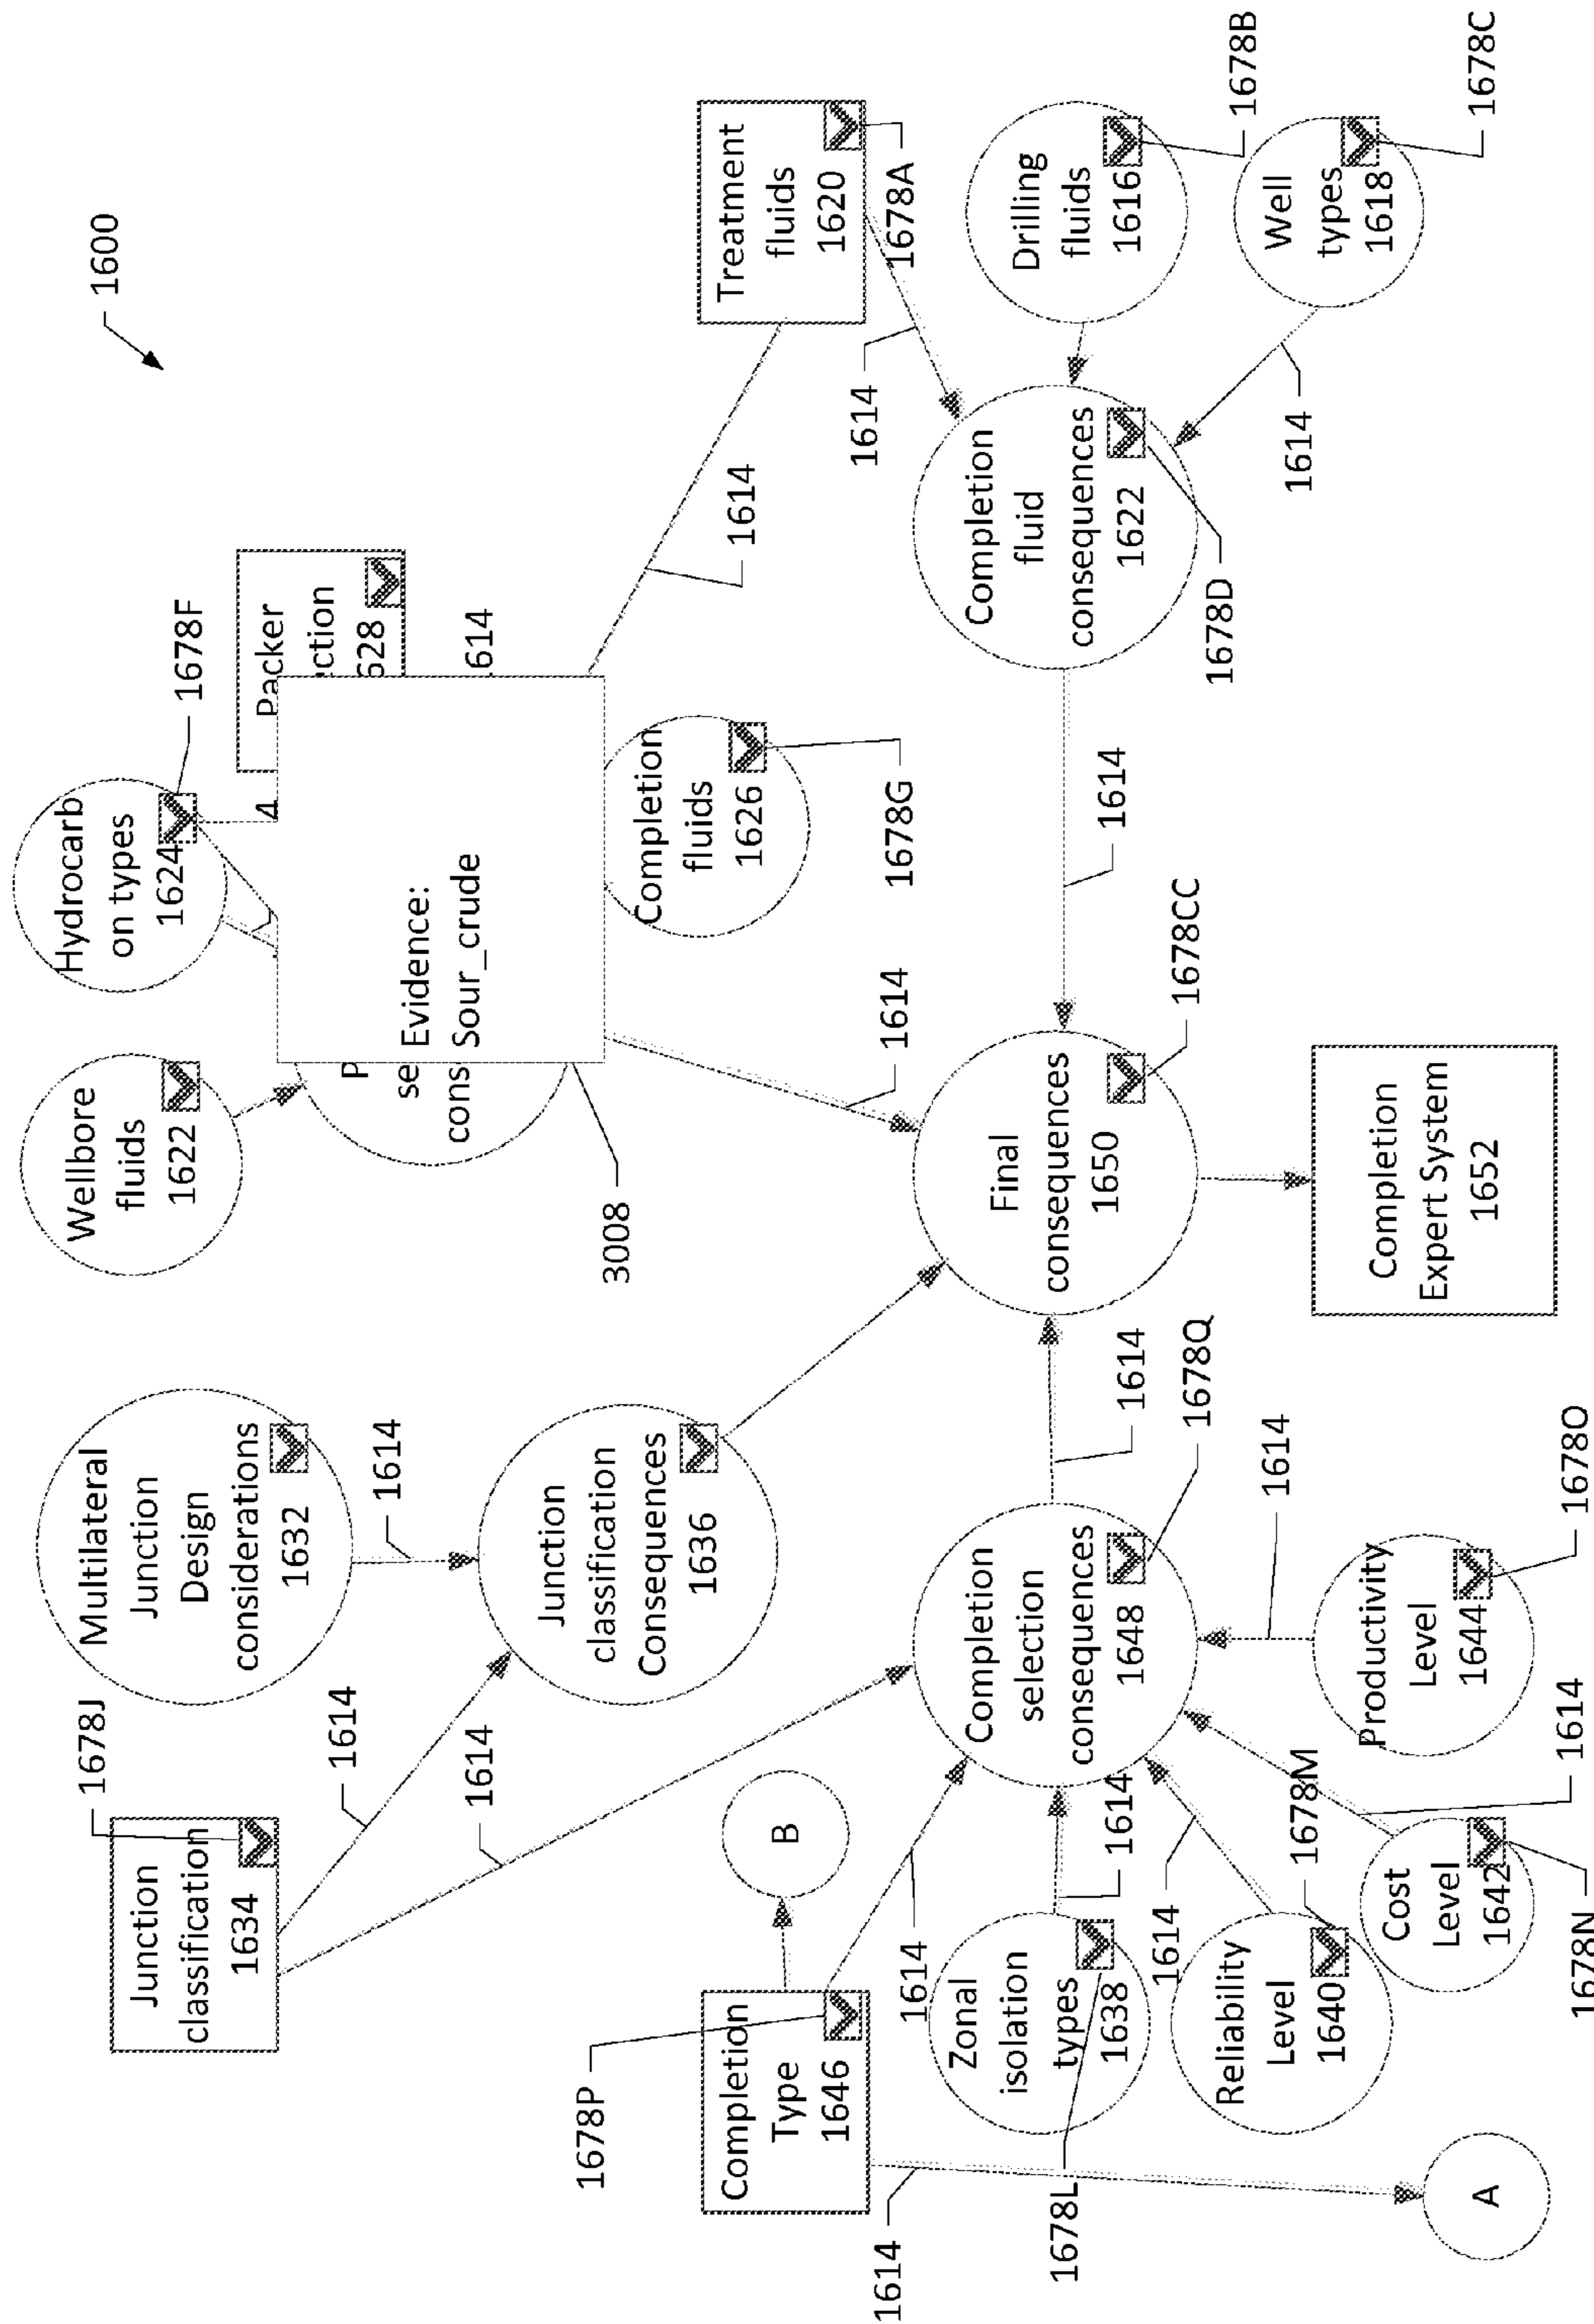 1600
Hydrocarb
on types
1624
1678F
Wellbore
fluids
1622
Packer
ction
628
4
614
P
se
cons
Evidence:
Sour_crude
3008
Completion
fluids
1626
1678G
1614
Treatment
fluids
1620
1678A
1614
Drilling
fluids
1616
1678B
Well
types
1618
1678C
1614
Completion
fluid
consequences
1622
1678D
1614
1614
Final
consequences
1650
1678CC
Completion
Expert System
1652
Multilateral
Junction
Design
considerations
1632
1614
Junction
classification
1634
1678J
1614
1614
Junction
classification
Consequences
1636
Completion
selection
consequences
1648
1678Q
1614
B
Completion
Type
1646
1678P
1614
1614
A
Zonal
isolation
types
1638
1678L
1614
Reliability
Level
1640
1678M
1614
Cost
Level
1642
1678N
1614
Productivity
Level
1644
1678O
1614